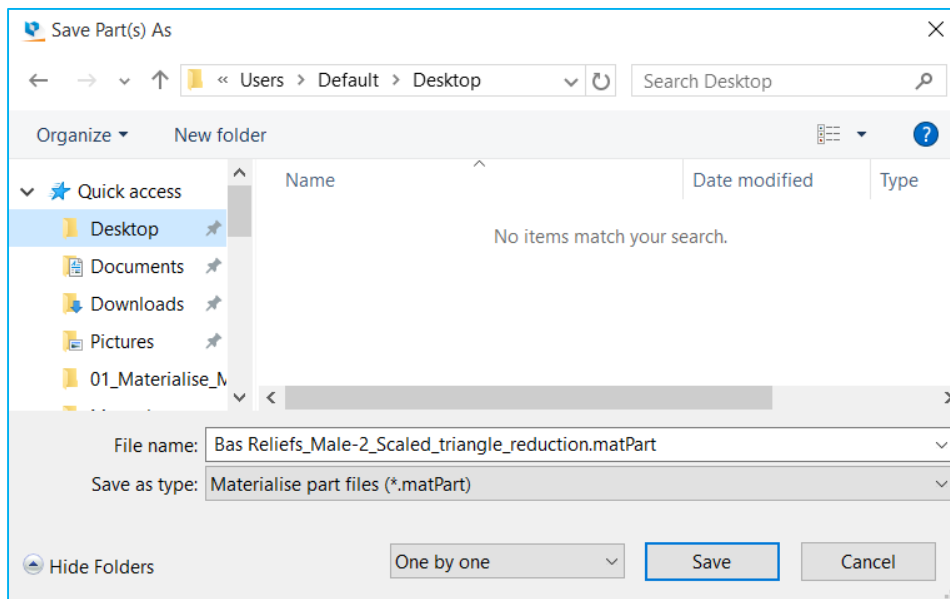 Save Part(s) As
« Users > Default > Desktop
Search Desktop
Organize
New folder
?
Name
Date modified
Type
Quick access
Desktop
No items match your search.
Documents
Downloads
Pictures
01_Materialise_M
File name: Bas Reliefs_Male-2_Scaled_triangle_reduction.matPart
Save as type: Materialise part files (*.matPart)
Hide Folders
One by one
Save
Cancel